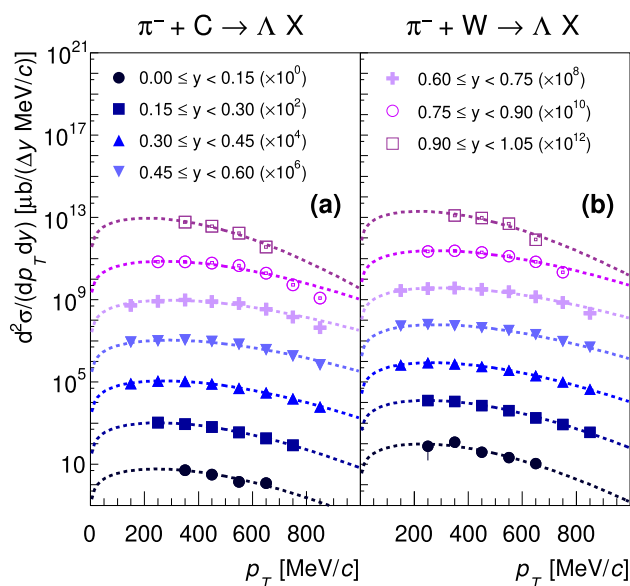 π⁻ + C → Λ X
π⁻ + W → Λ X
d²σ/(dp_T dy) [μb/(Δy MeV/c)]
10²¹
10¹⁷
10¹³
10⁹
10⁵
10
0.00 ≤ y < 0.15 (×10⁰)
0.15 ≤ y < 0.30 (×10²)
0.30 ≤ y < 0.45 (×10⁴)
0.45 ≤ y < 0.60 (×10⁶)
0.60 ≤ y < 0.75 (×10⁸)
0.75 ≤ y < 0.90 (×10¹⁰)
0.90 ≤ y < 1.05 (×10¹²)
(a)
(b)
0 200 400 600 800
200 400 600 800 1000
p_T [MeV/c]
p_T [MeV/c]